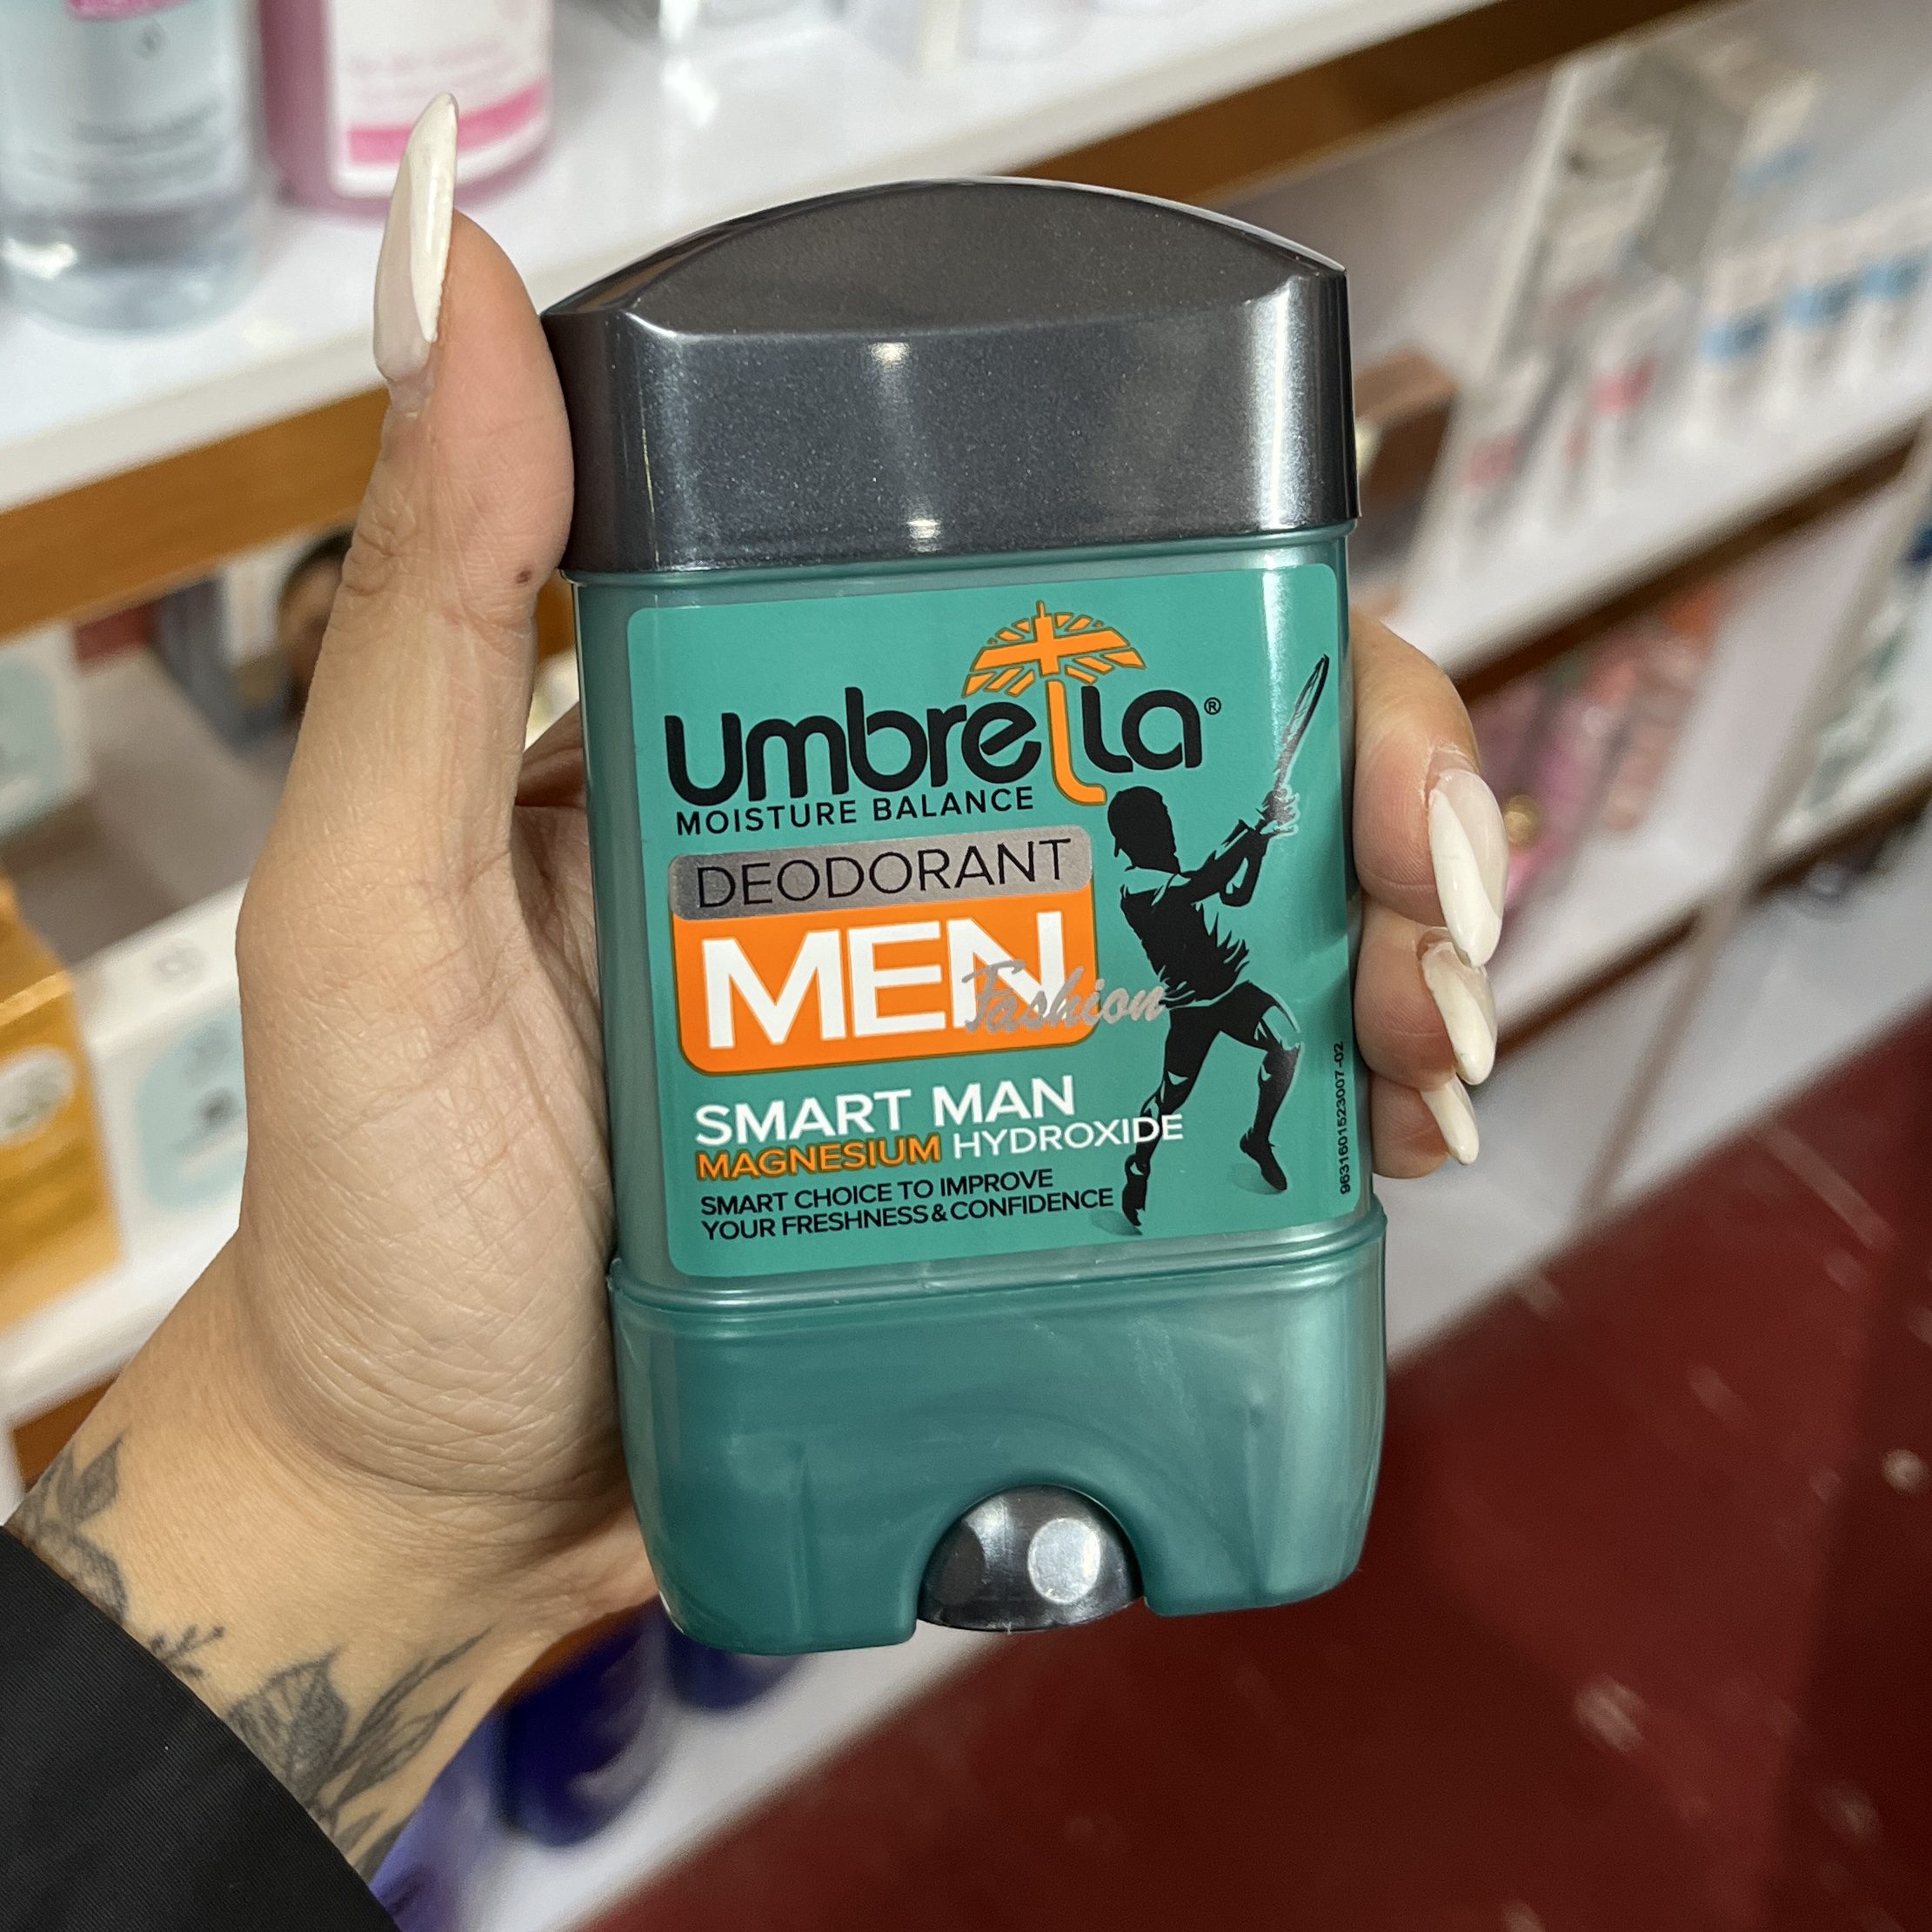 umbrella®
MOISTURE BALANCE
DEODORANT
MEN
Fashion
SMART MAN
MAGNESIUM HYDROXIDE
SMART CHOICE TO IMPROVE
YOUR FRESHNESS & CONFIDENCE
9631601523007-02